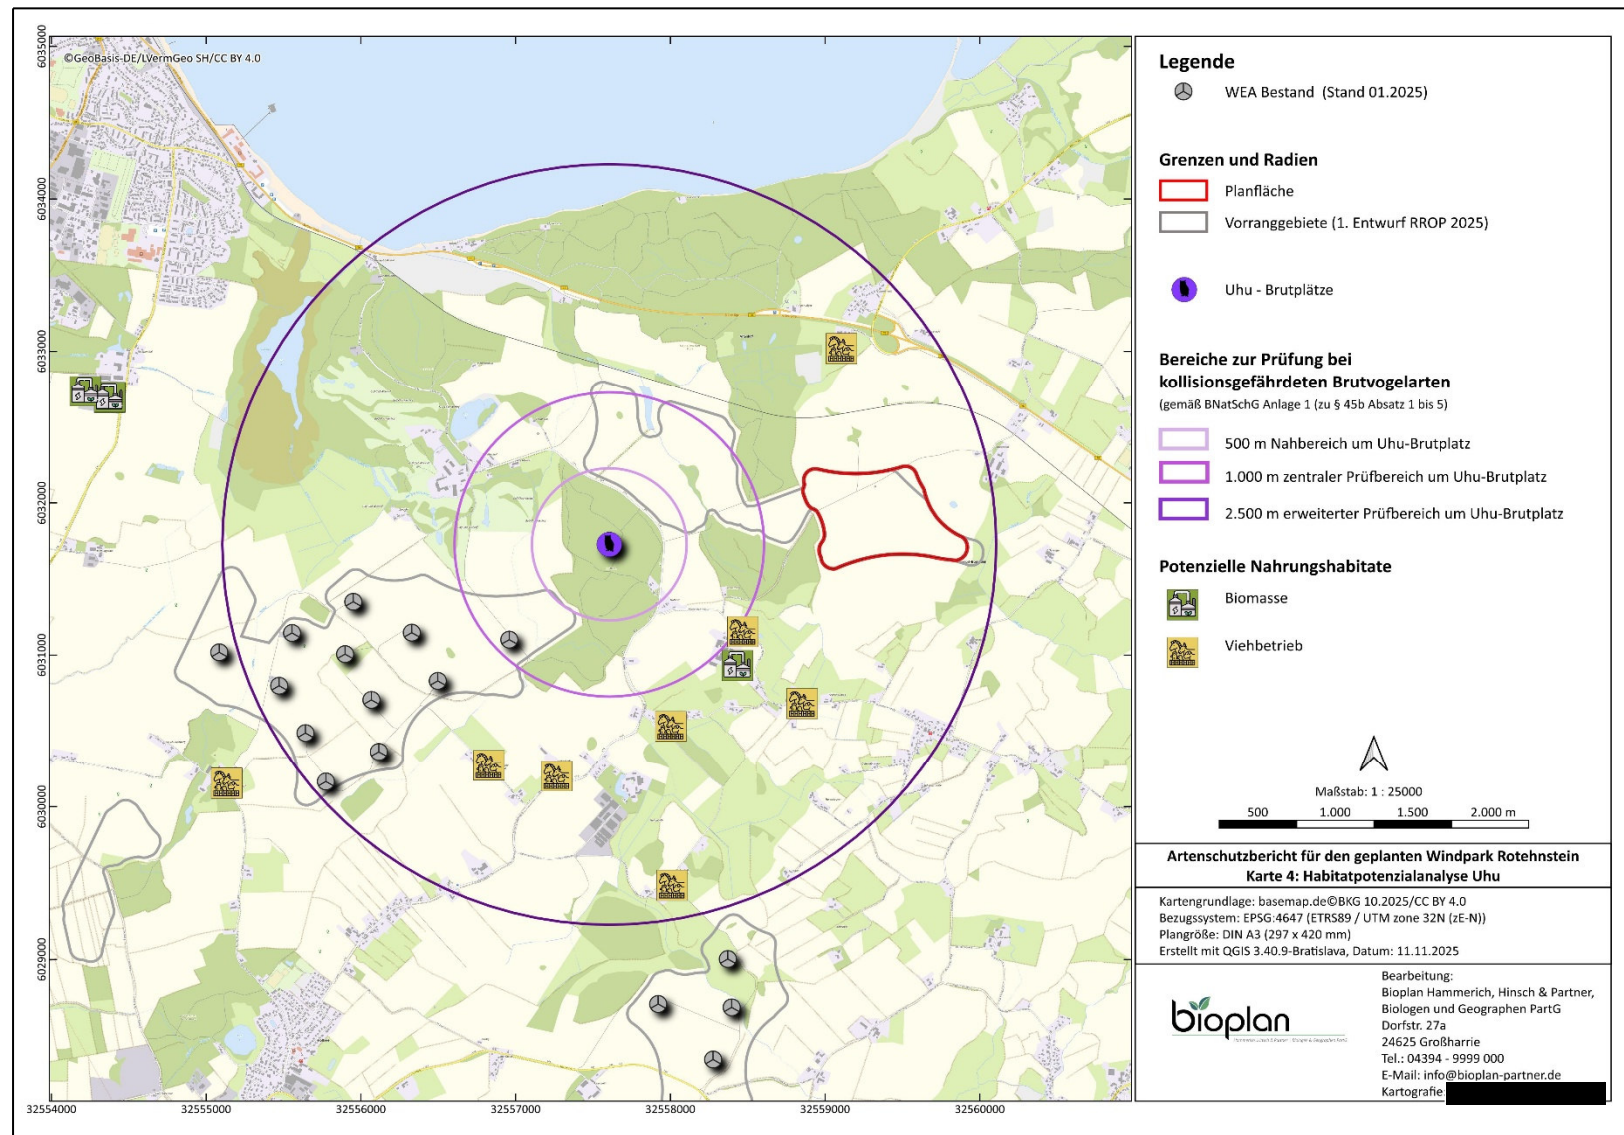 ©GeoBasis-DE/LVermGeo SH/CC BY 4.0
6035000
6034000
6033000
6032000
6031000
6030000
6029000
32554000
32555000
32556000
32557000
32558000
32559000
32560000
Legende
WEA Bestand (Stand 01.2025)
Grenzen und Radien
Planfläche
Vorranggebiete (1. Entwurf RROP 2025)
Uhu - Brutplätze
Bereiche zur Prüfung bei
kollisionsgefährdeten Brutvogelarten
(gemäß BNatSchG Anlage 1 (zu § 45b Absatz 1 bis 5)
500 m Nahbereich um Uhu-Brutplatz
1.000 m zentraler Prüfbereich um Uhu-Brutplatz
2.500 m erweiterter Prüfbereich um Uhu-Brutplatz
Potenzielle Nahrungshabitate
Biomasse
Viehbetrieb
Maßstab: 1 : 25000
500 1.000 1.500 2.000 m
Artenschutzbericht für den geplanten Windpark Rotehnstein
Karte 4: Habitatpotenzialanalyse Uhu
Kartengrundlage: basemap.de©BKG 10.2025/CC BY 4.0
Bezugssystem: EPSG:4647 (ETRS89 / UTM zone 32N (zE-N))
Plangröße: DIN A3 (297 x 420 mm)
Erstellt mit QGIS 3.40.9-Bratislava, Datum: 11.11.2025
bioplan
Bearbeitung:
Bioplan Hammerich, Hinsch & Partner,
Biologen und Geographen PartG
Dorfstr. 27a
24625 Großharrie
Tel.: 04394 - 9999 000
E-Mail: info@bioplan-partner.de
Kartografie: